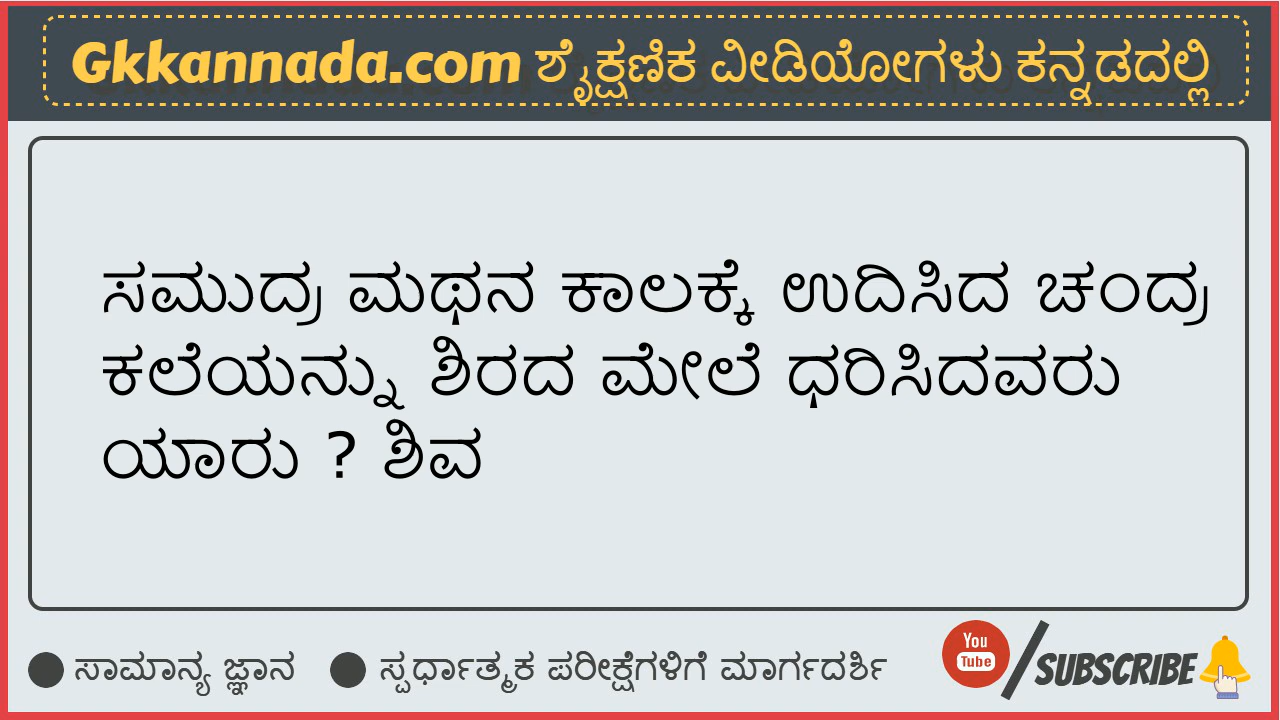 Gkkannada.com ಶೈಕ್ಷಣಿಕ ವೀಡಿಯೋಗಳು ಕನ್ನಡದಲ್ಲಿ
ಸಮುದ್ರ ಮಥನ ಕಾಲಕ್ಕೆ ಉದಿಸಿದ ಚಂದ್ರ
ಕಲೆಯನ್ನು ಶಿರದ ಮೇಲೆ ಧರಿಸಿದವರು
ಯಾರು ? ಶಿವ
ಸಾಮಾನ್ಯ ಜ್ಞಾನ ಸ್ಪರ್ಧಾತ್ಮಕ ಪರೀಕ್ಷೆಗಳಿಗೆ ಮಾರ್ಗದರ್ಶಿ
You
Tube
SUBSCRIBE